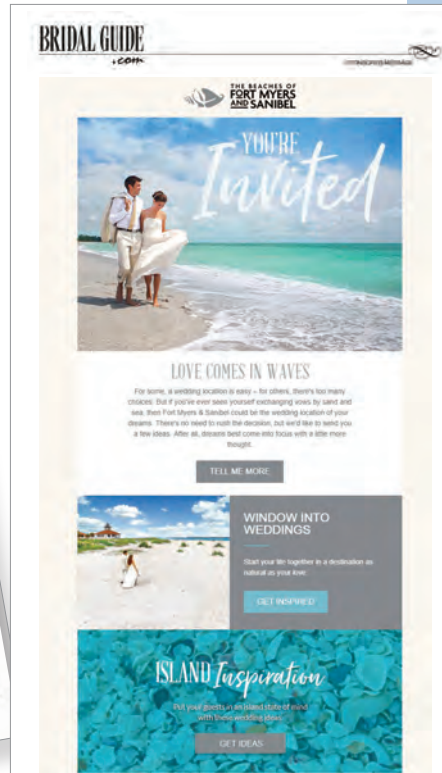 BRIDAL GUIDE
.com
THE BEACHES OF
FORT MYERS
AND SANIBEL
YOU'RE
Invited
LOVE COMES IN WAVES
For some, a wedding location is easy – for others, there's too many
choices. But if you've ever seen yourself exchanging vows by sand and
sea, then Fort Myers & Sanibel could be the wedding location of your
dreams. There's no need to rush the decision, but we'd like to send you
a few ideas. After all, dreams best come into focus with a little more
thought.
TELL ME MORE
WINDOW INTO
WEDDINGS
Start your life together in a destination as
natural as your love.
GET INSPIRED
ISLAND Inspiration
Put your guests in an island state of mind
with these wedding ideas.
GET IDEAS